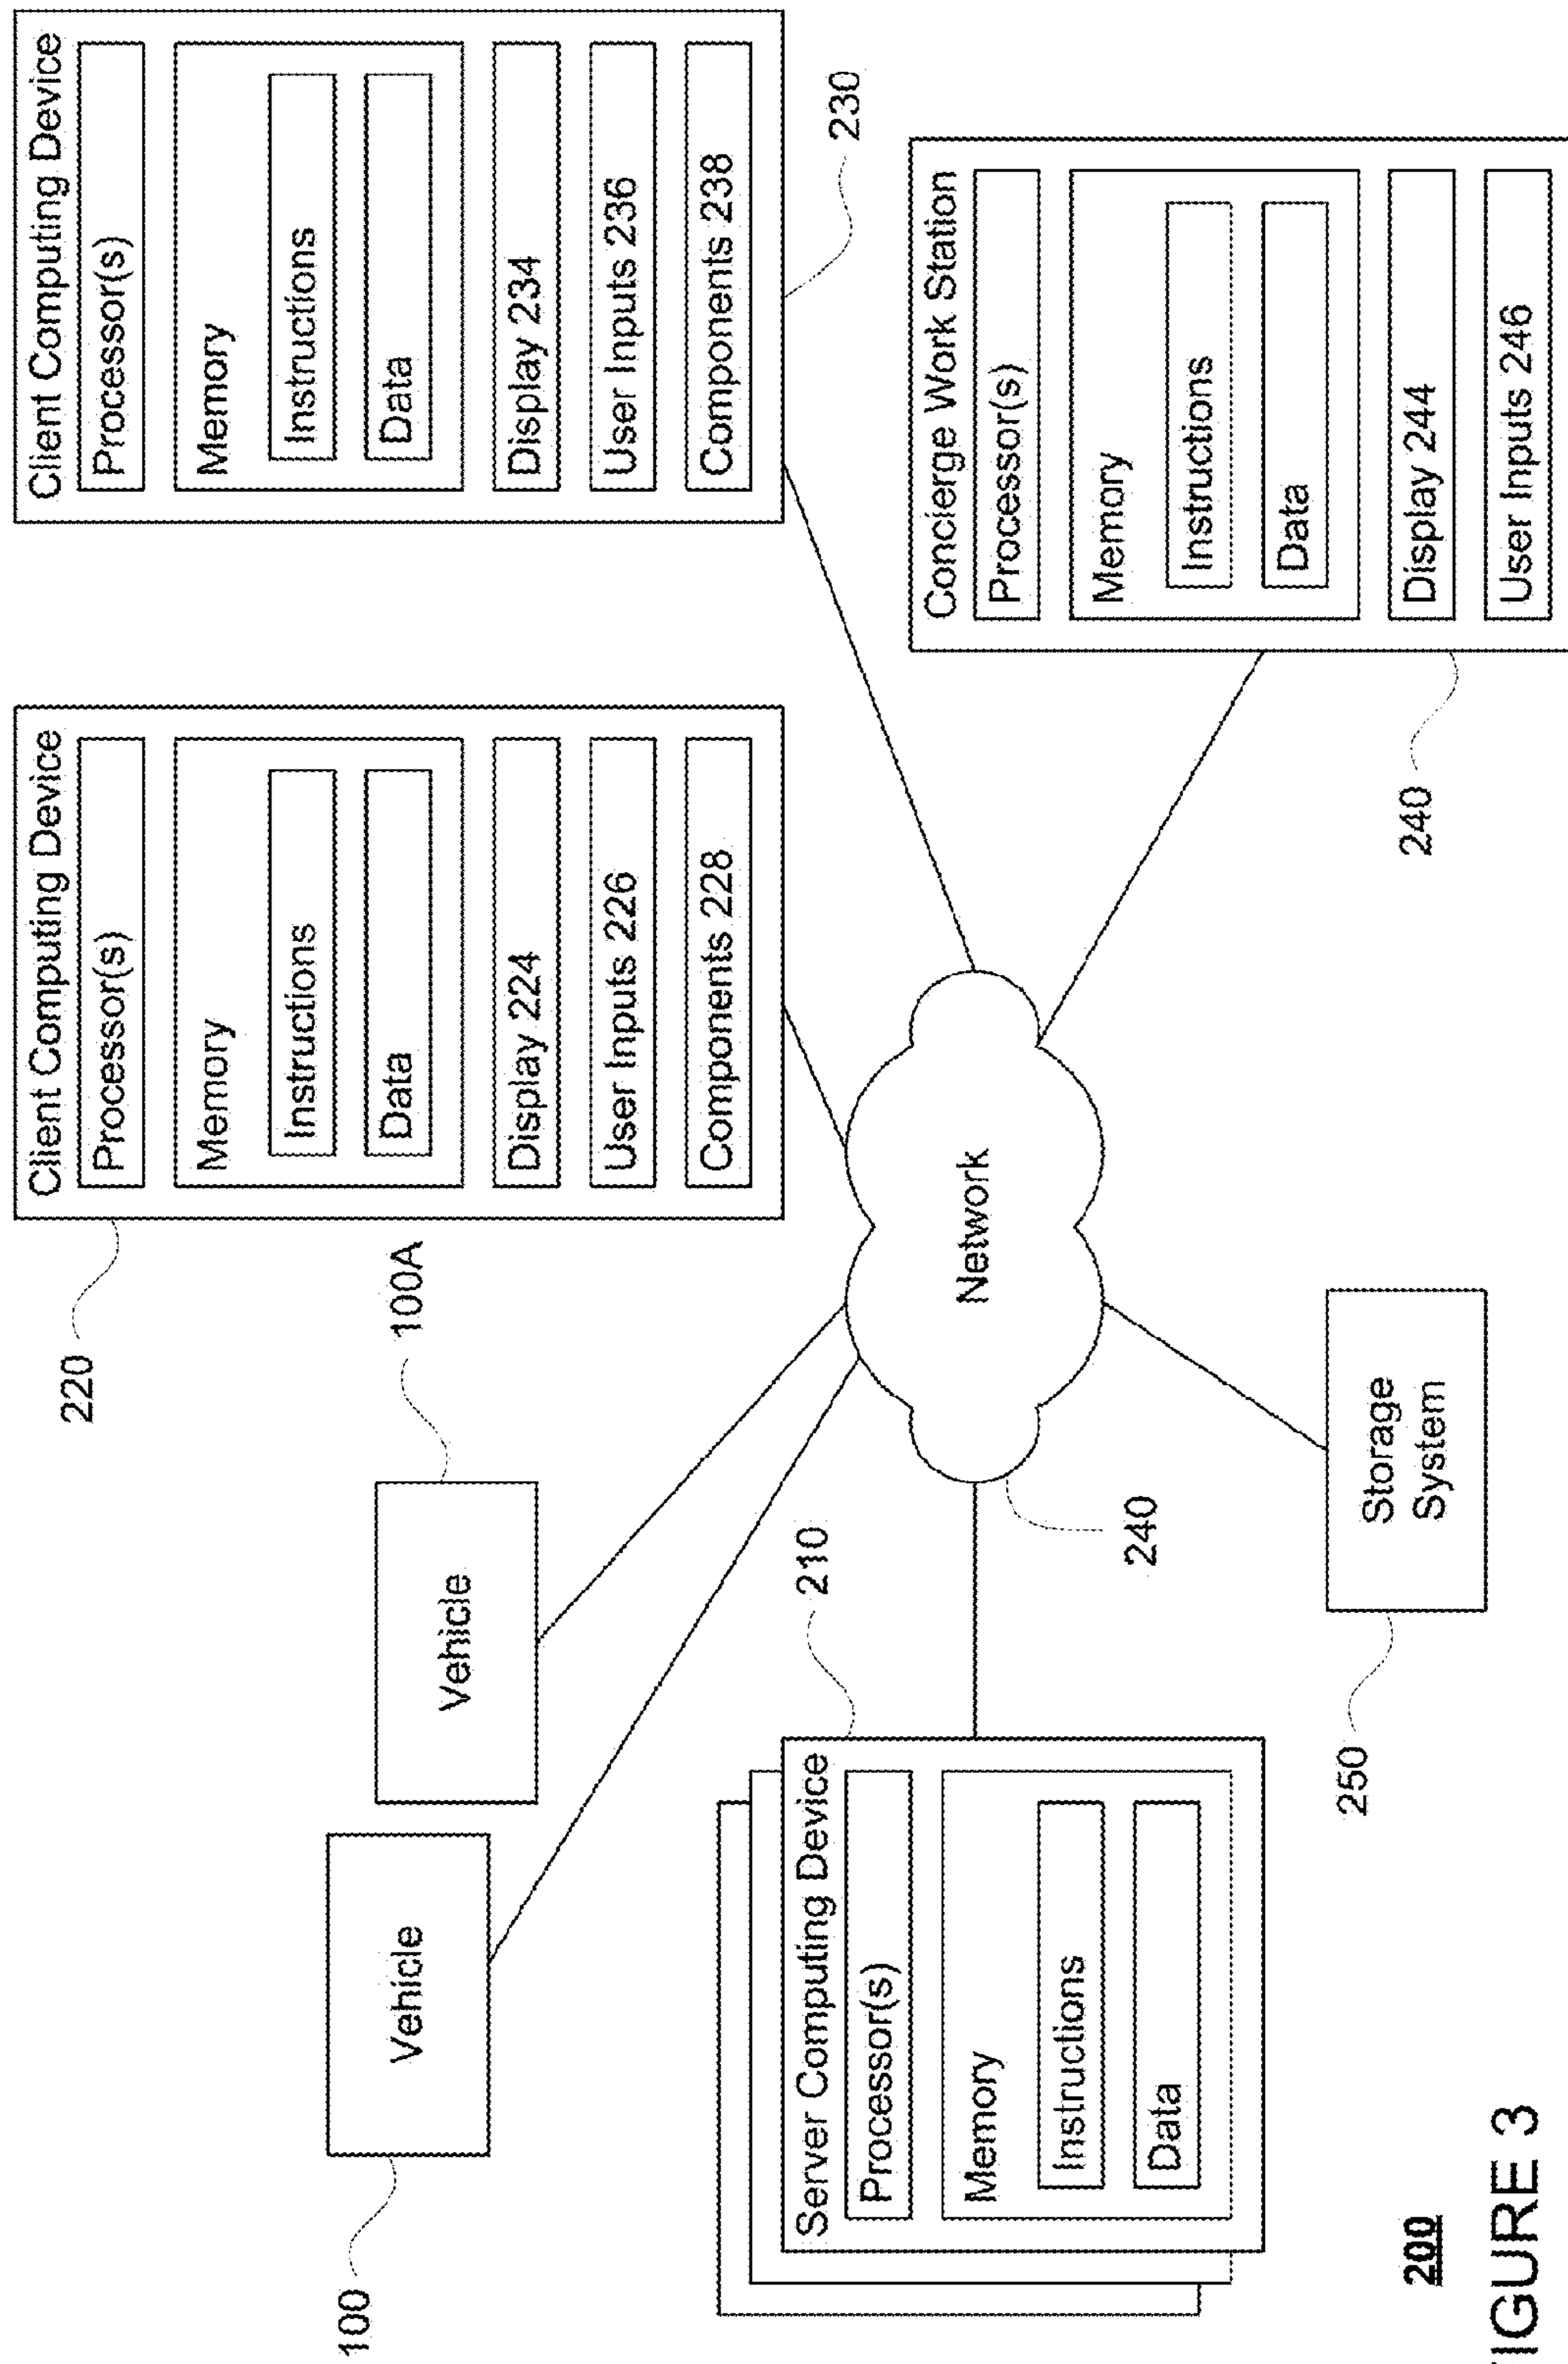 Client Computing Device
Processor(s)
Memory
Instructions
Data
Display 224
User Inputs 226
Components 228
220
Client Computing Device
Processor(s)
Memory
Instructions
Data
Display 234
User Inputs 236
Components 238
230
Vehicle
100
Vehicle
100A
Server Computing Device
Processor(s)
Memory
Instructions
Data
210
Network
240
Concierge Work Station
Processor(s)
Memory
Instructions
Data
Display 244
User Inputs 246
240
Storage
System
250
200
IGURE 3